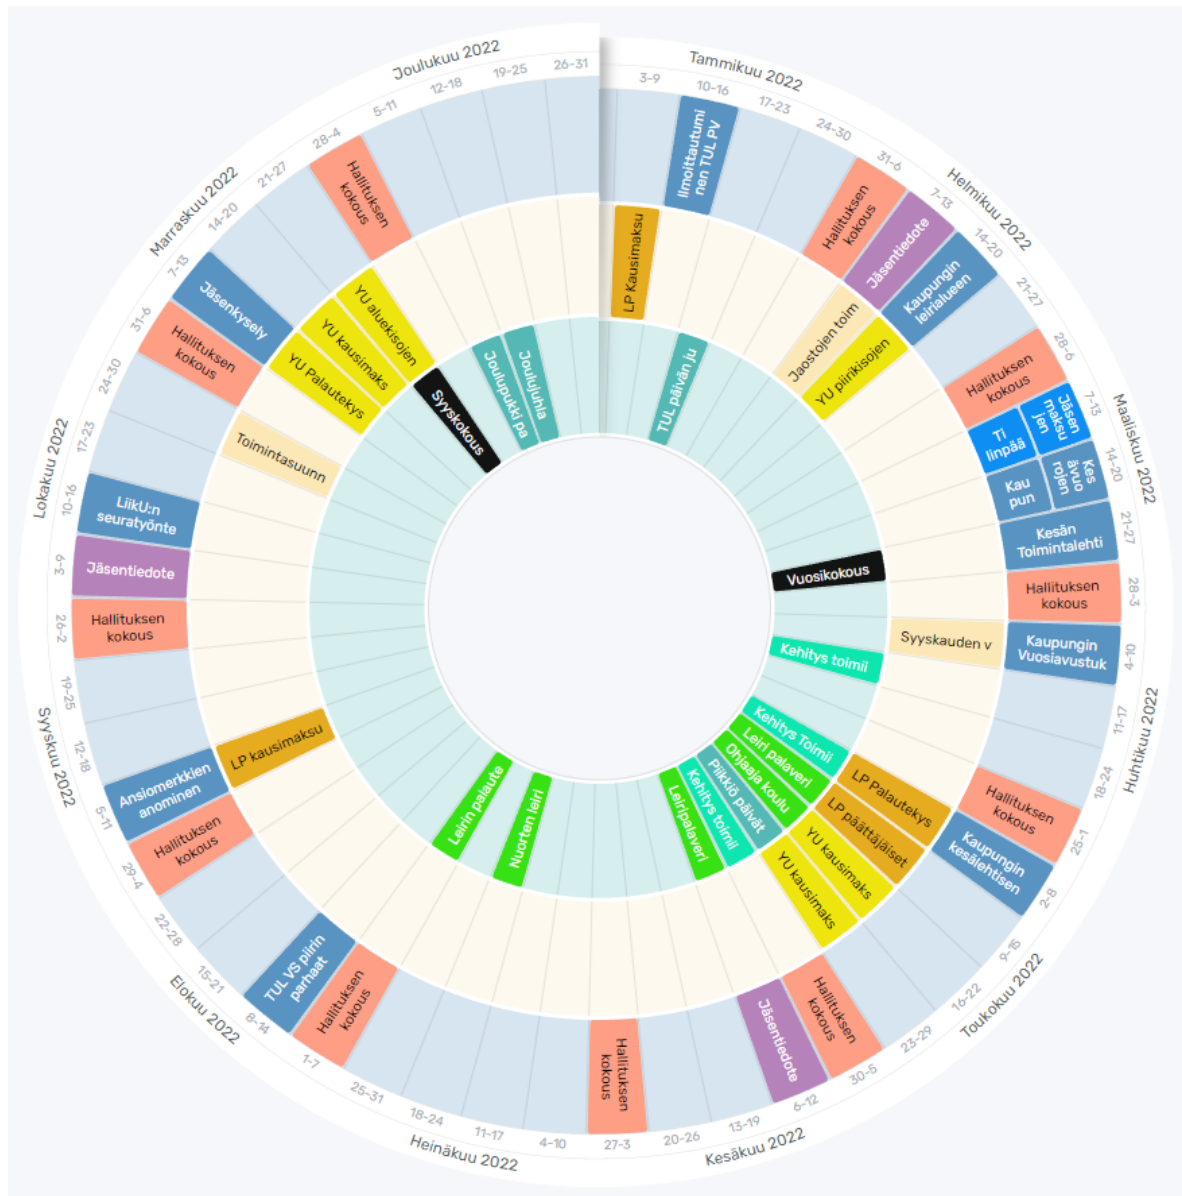 Tammikuu 2022
Helmikuu 2022
Maaliskuu 2022
Huhtikuu 2022
Toukokuu 2022
Kesäkuu 2022
Heinäkuu 2022
Elokuu 2022
Syyskuu 2022
Lokakuu 2022
Marraskuu 2022
Joulukuu 2022
3-9
10-16
17-23
24-30
31-6
7-13
14-20
21-27
28-6
7-13
14-20
21-27
28-3
4-10
11-17
18-24
25-1
2-8
9-15
16-22
23-29
30-5
6-12
13-19
20-26
27-3
4-10
11-17
18-24
25-31
1-7
8-14
15-21
22-28
29-4
5-11
12-18
19-25
26-2
3-9
10-16
17-23
24-30
31-6
7-13
14-20
21-27
28-4
5-11
12-18
19-25
26-31
Ilmoittautumi
nen TUL PV
Hallituksen
kokous
Jäsentiedote
Kaupungin
leirialueen
Hallituksen
kokous
Jäsen
maksu
jen
Ti
linpää
Kes
ävuo
rojen
Kau
pun
Kesän
Toimintalehti
Hallituksen
kokous
Kaupungin
Vuosiavustuk
Hallituksen
kokous
Kaupungin
kesälehtisen
Hallituksen
kokous
Jäsentiedote
Hallituksen
kokous
Hallituksen
kokous
TUL VS piirin
parhaat
Hallituksen
kokous
Ansiomerkkien
anominen
Hallituksen
kokous
Jäsentiedote
LiikU:n
seuratyönte
Hallituksen
kokous
Jäsenkysely
Hallituksen
kokous
LP Kausimaksu
Jaostojen toim
YU piirikisojen
Syyskauden v
LP Palautekys
LP päättäjäiset
YU kausimaks
YU kausimaks
LP kausimaksu
Toimintasuunn
YU Palautekys
YU kausimaks
YU aluekisojen
TUL päivän ju
Vuosikokous
Kehitys toimii
Kehitys Toimii
Leiri palaveri
Ohjaaja koulu
Piikkiö päivät
Kehitys toimii
Leiripalaveri
Nuorten leiri
Leirin palaute
Syyskokous
Joulupukki pa
Joulujuhla